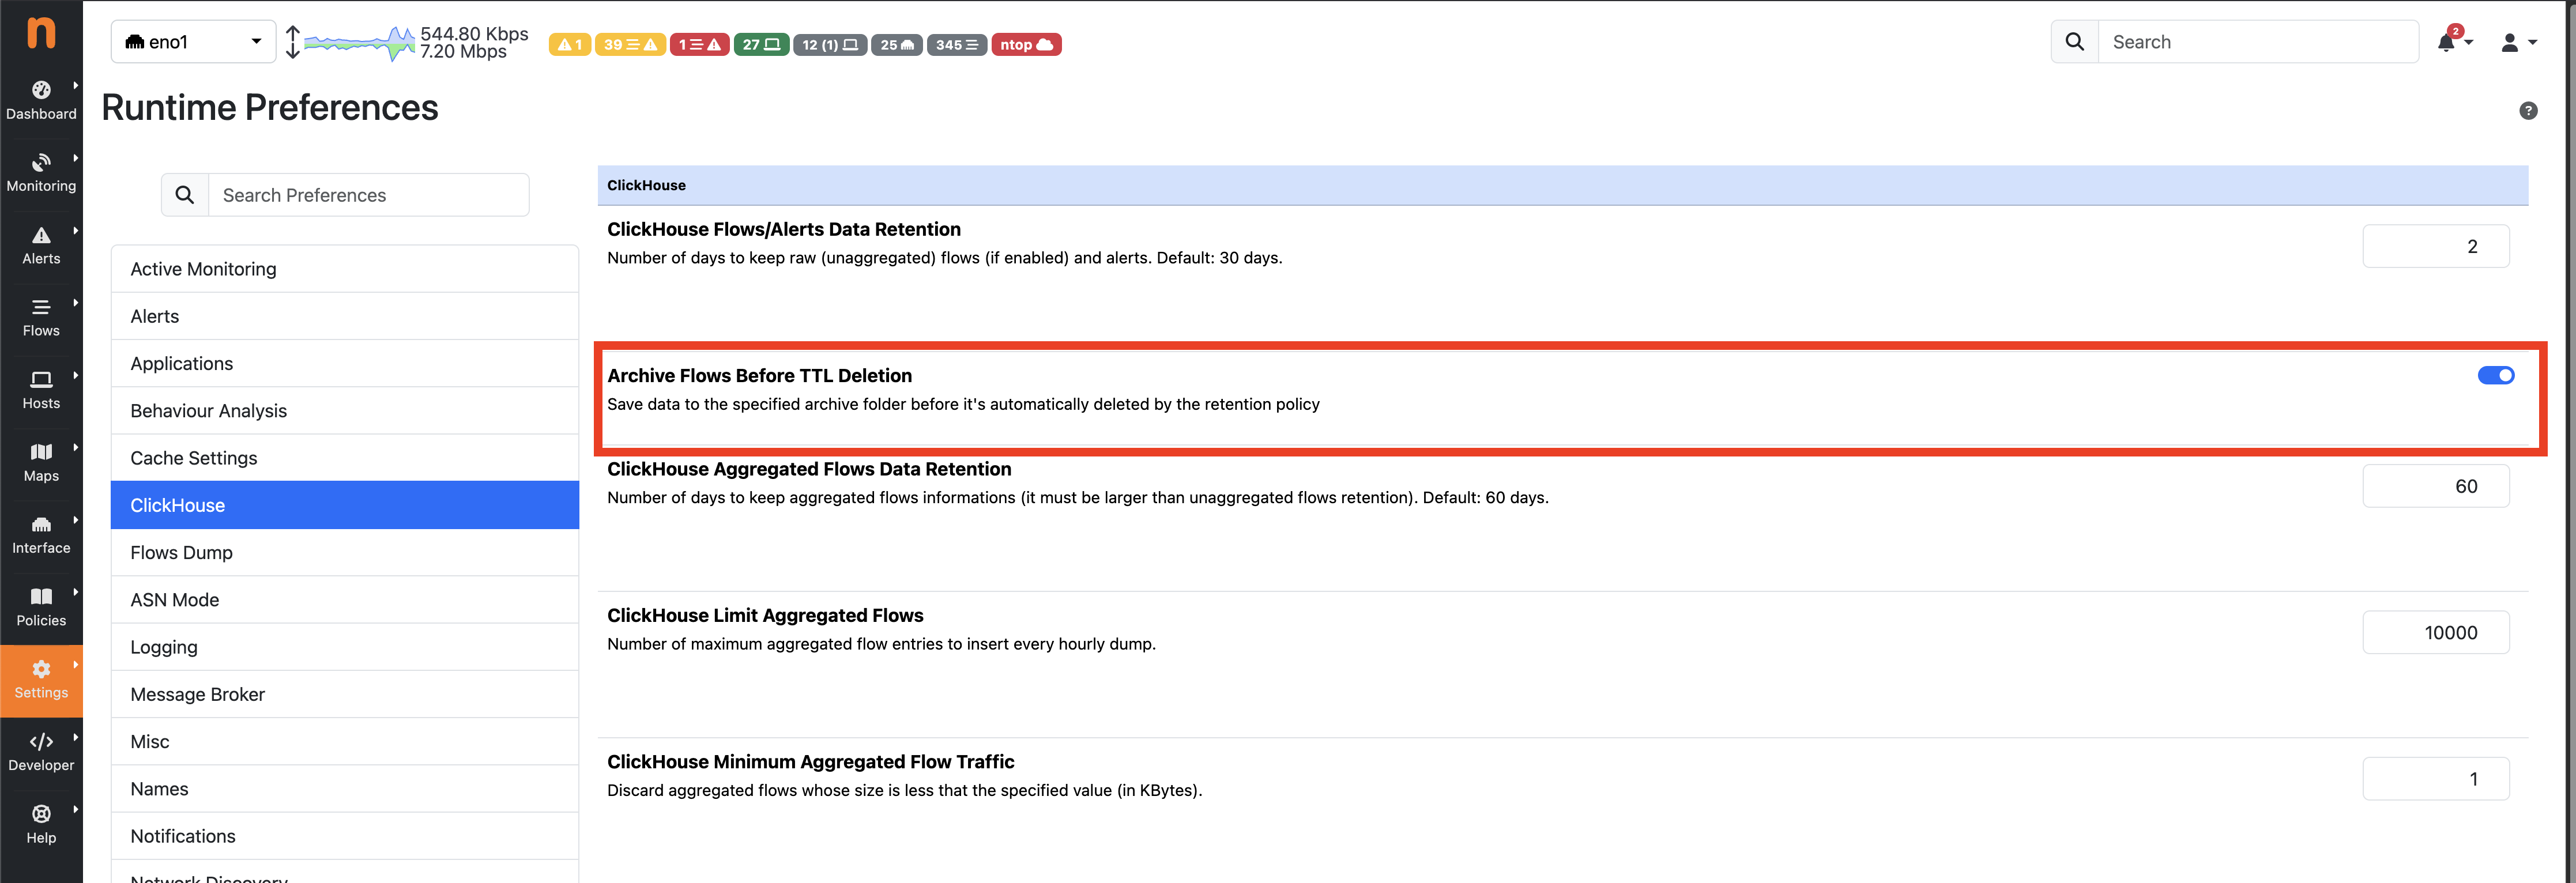 n
eno1
544.80 Kbps
7.20 Mbps
1
39
1
27
12 (1)
25
345
ntop
Search
2
Dashboard
Monitoring
Alerts
Flows
Hosts
Maps
Interface
Policies
Settings
Developer
Help
Runtime Preferences
?
Search Preferences
Active Monitoring
Alerts
Applications
Behaviour Analysis
Cache Settings
ClickHouse
Flows Dump
ASN Mode
Logging
Message Broker
Misc
Names
Notifications
Network Discovery
ClickHouse
ClickHouse Flows/Alerts Data Retention
Number of days to keep raw (unaggregated) flows (if enabled) and alerts. Default: 30 days.
2
Archive Flows Before TTL Deletion
Save data to the specified archive folder before it's automatically deleted by the retention policy
ClickHouse Aggregated Flows Data Retention
Number of days to keep aggregated flows informations (it must be larger than unaggregated flows retention). Default: 60 days.
60
ClickHouse Limit Aggregated Flows
Number of maximum aggregated flow entries to insert every hourly dump.
10000
ClickHouse Minimum Aggregated Flow Traffic
Discard aggregated flows whose size is less that the specified value (in KBytes).
1